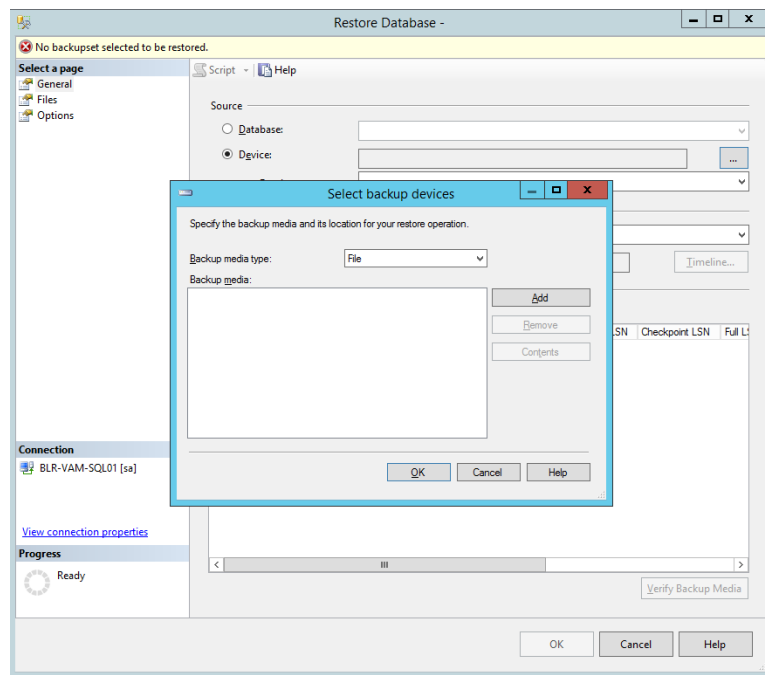 Restore Database -
No backupset selected to be restored.
Select a page
General
Files
Options
Script
Help
Source
Database:
Device:
...
Select backup devices
Specify the backup media and its location for your restore operation.
Backup media type:
File
Backup media:
Add
Remove
Contents
OK
Cancel
Help
Timeline...
LSN
Checkpoint LSN
Full LS
Connection
BLR-VAM-SQL01 [sa]
View connection properties
Progress
Ready
Verify Backup Media
OK
Cancel
Help